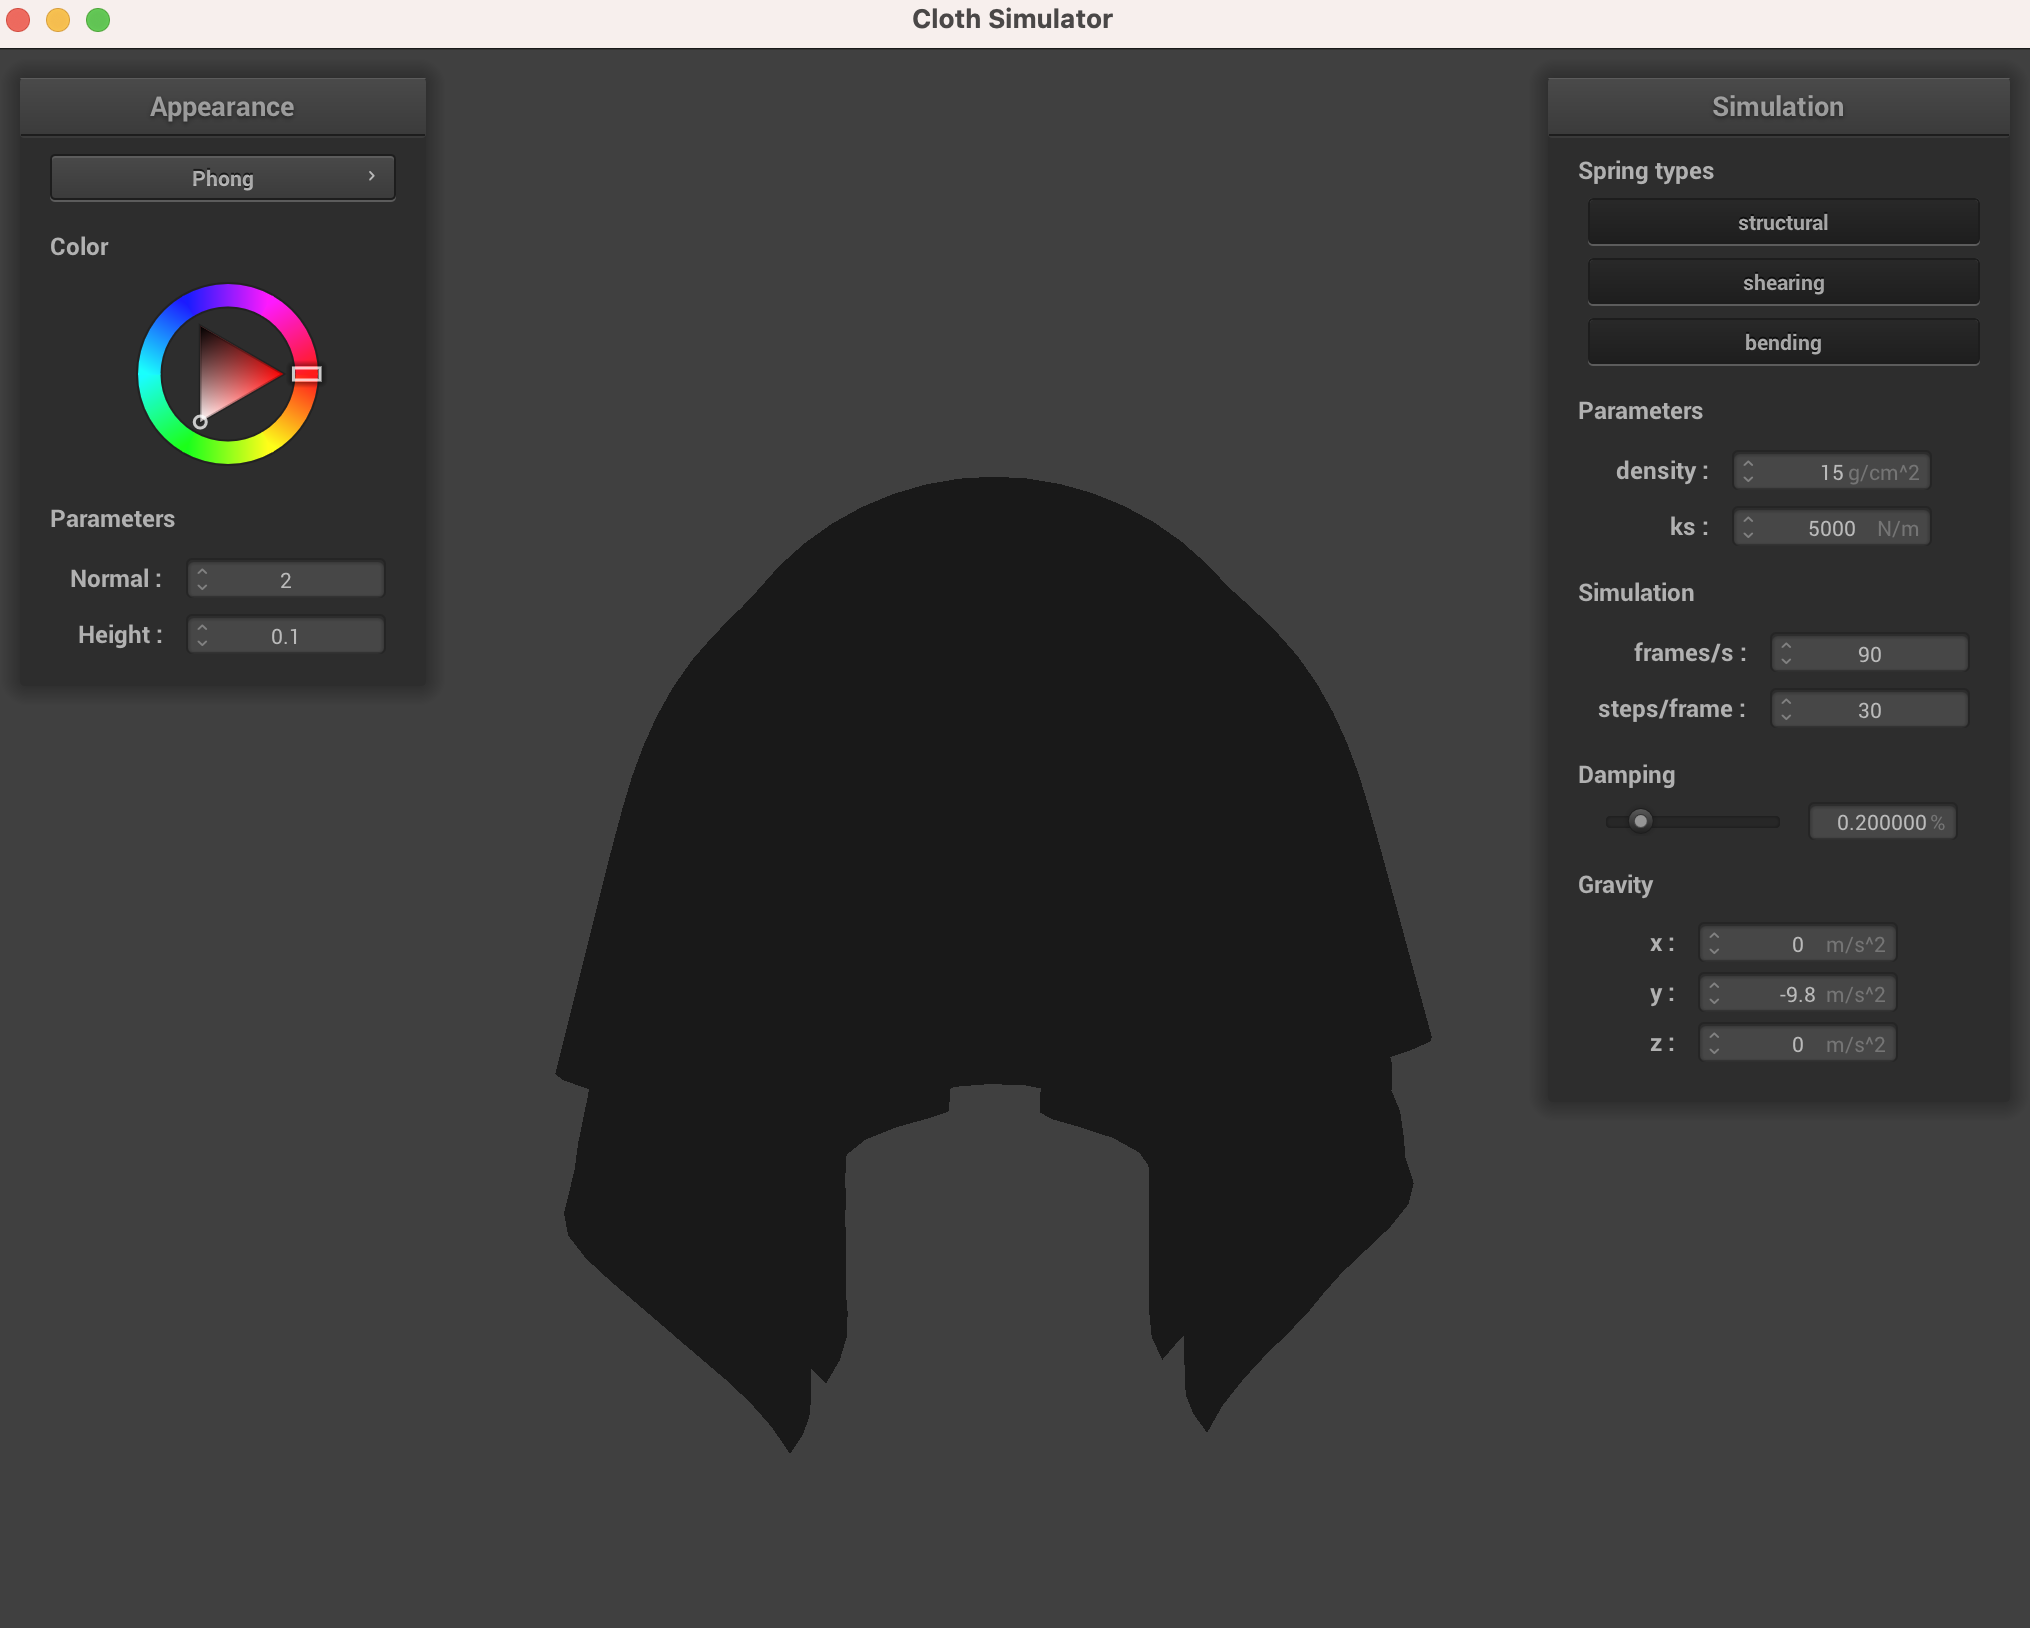 Cloth Simulator
Appearance
Phong
Color
Parameters
Normal : 2
Height : 0.1
Simulation
Spring types
structural
shearing
bending
Parameters
density : 15 g/cm^2
ks : 5000 N/m
Simulation
frames/s : 90
steps/frame : 30
Damping
0.200000 %
Gravity
x : 0 m/s^2
y : -9.8 m/s^2
z : 0 m/s^2